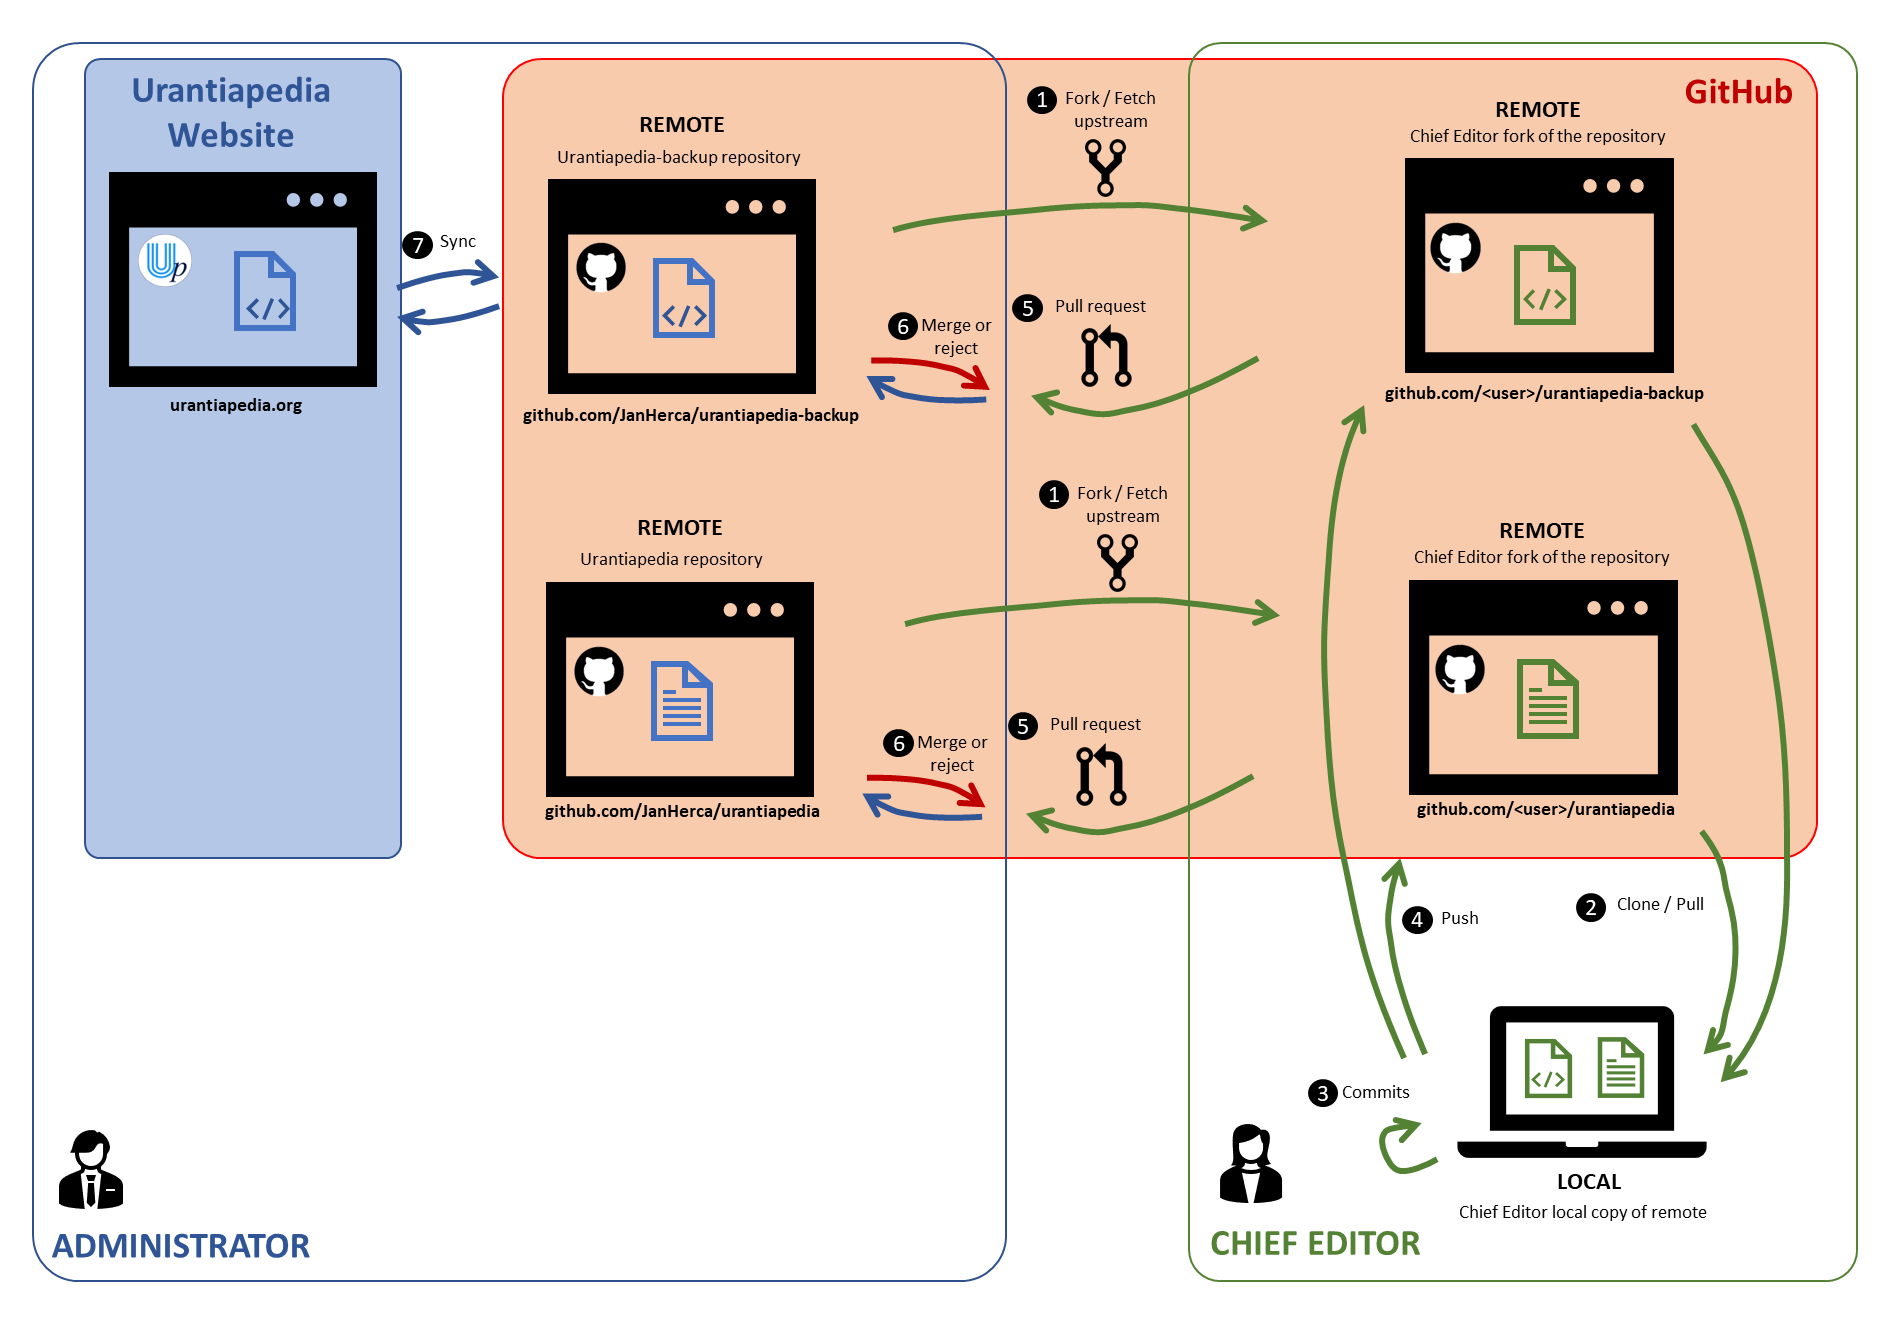 Urantiapedia
Website
urantiapedia.org
7 Sync
GitHub
REMOTE
Urantiapedia-backup repository
github.com/JanHerca/urantiapedia-backup
1 Fork / Fetch
upstream
REMOTE
Chief Editor fork of the repository
github.com/<user>/urantiapedia-backup
6 Merge or
reject
5 Pull request
REMOTE
Urantiapedia repository
github.com/JanHerca/urantiapedia
1 Fork / Fetch
upstream
REMOTE
Chief Editor fork of the repository
github.com/<user>/urantiapedia
6 Merge or
reject
5 Pull request
4 Push
2 Clone / Pull
3 Commits
LOCAL
Chief Editor local copy of remote
ADMINISTRATOR
CHIEF EDITOR
Up